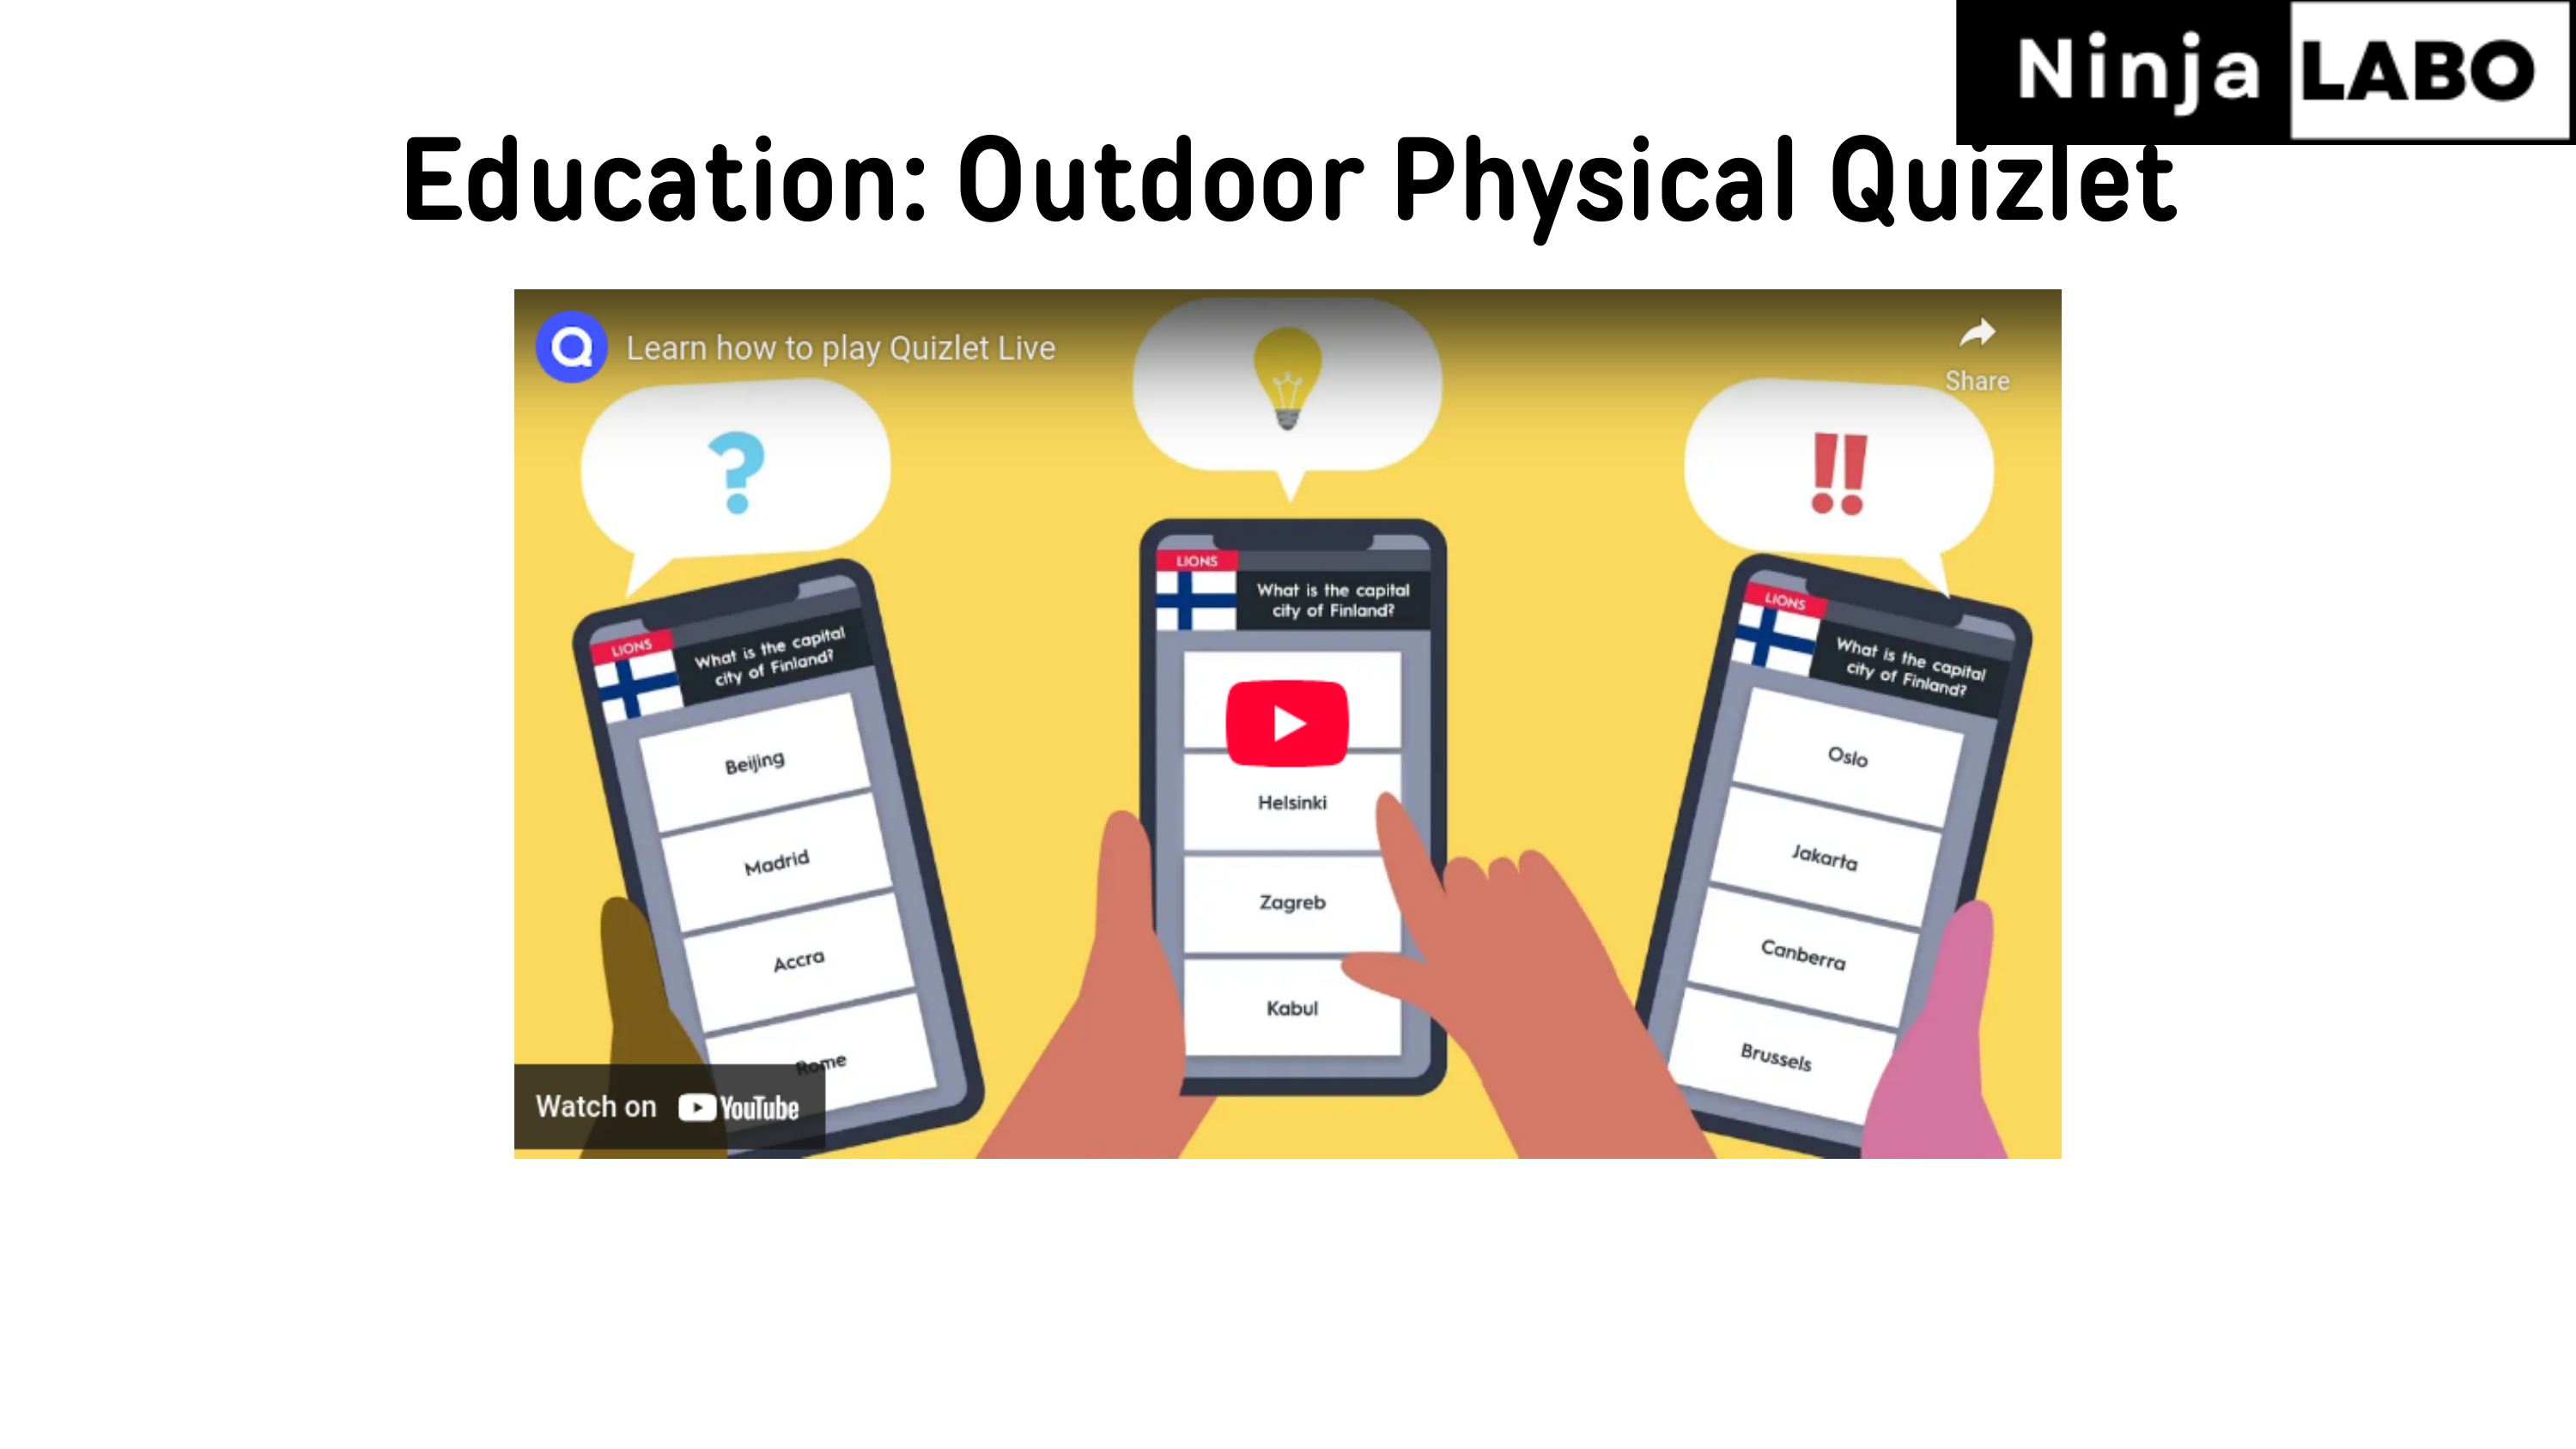 Ninja LABO
Education: Outdoor Physical Quizlet
Learn how to play Quizlet Live
Share
?
!!
LIONS
What is the capital
city of Finland?
Beijing
Madrid
Accra
Rome
LIONS
What is the capital
city of Finland?
Helsinki
Zagreb
Kabul
LIONS
What is the capital
city of Finland?
Oslo
Jakarta
Canberra
Brussels
Watch on YouTube